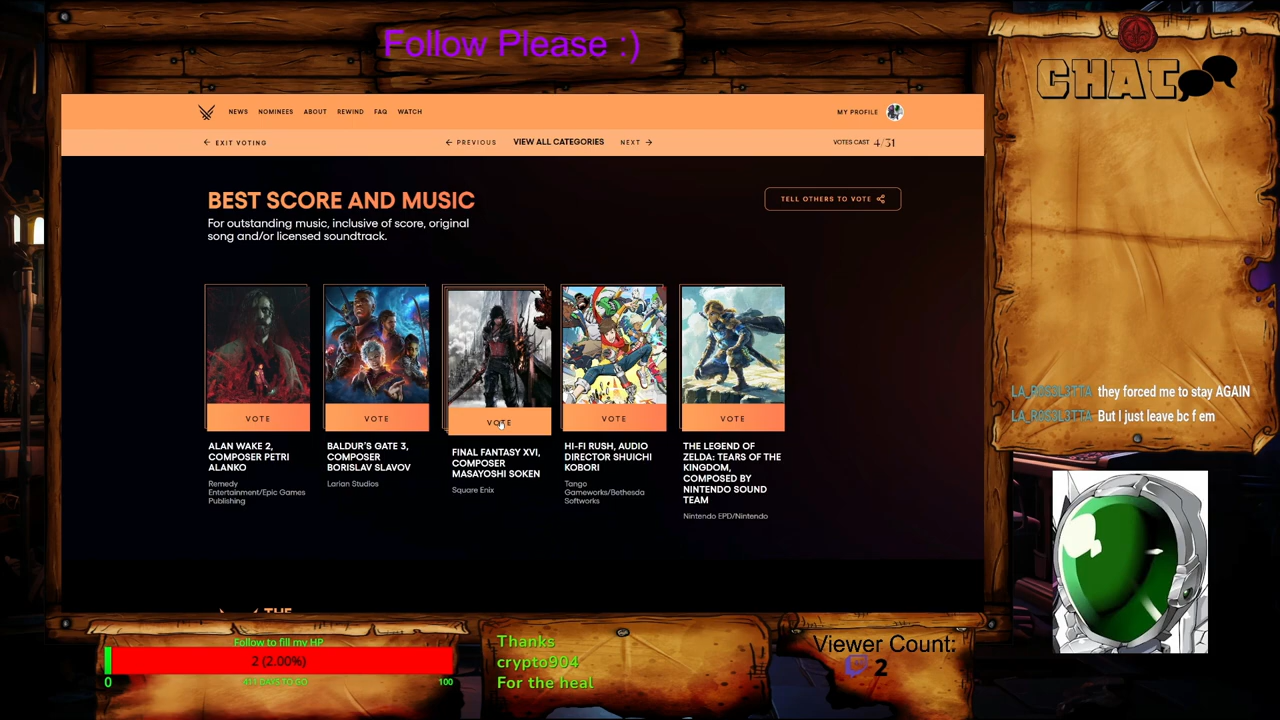 Follow Please :)
CHAT
NEWS NOMINEES ABOUT REWIND FAQ WATCH
MY PROFILE
EXIT VOTING
PREVIOUS VIEW ALL CATEGORIES NEXT
VOTES CAST 4/31
BEST SCORE AND MUSIC
For outstanding music, inclusive of score, original
song and/or licensed soundtrack.
TELL OTHERS TO VOTE
VOTE
ALAN WAKE 2,
COMPOSER PETRI
ALANKO
Remedy
Entertainment/Epic Games
Publishing
VOTE
BALDUR'S GATE 3,
COMPOSER
BORISLAV SLAVOV
Larian Studios
VOTE
FINAL FANTASY XVI,
COMPOSER
MASAYOSHI SOKEN
Square Enix
VOTE
HI-FI RUSH, AUDIO
DIRECTOR SHUICHI
KOBORI
Tango
Gameworks/Bethesda
Softworks
VOTE
THE LEGEND OF
ZELDA: TEARS OF THE
KINGDOM,
COMPOSED BY
NINTENDO SOUND
TEAM
Nintendo EPD/Nintendo
they forced me to stay AGAIN
But I just leave bc f em
THE
Follow to fill my HP
2 (2.00%)
0
100
Thanks
crypto904
For the heal
Viewer Count:
2